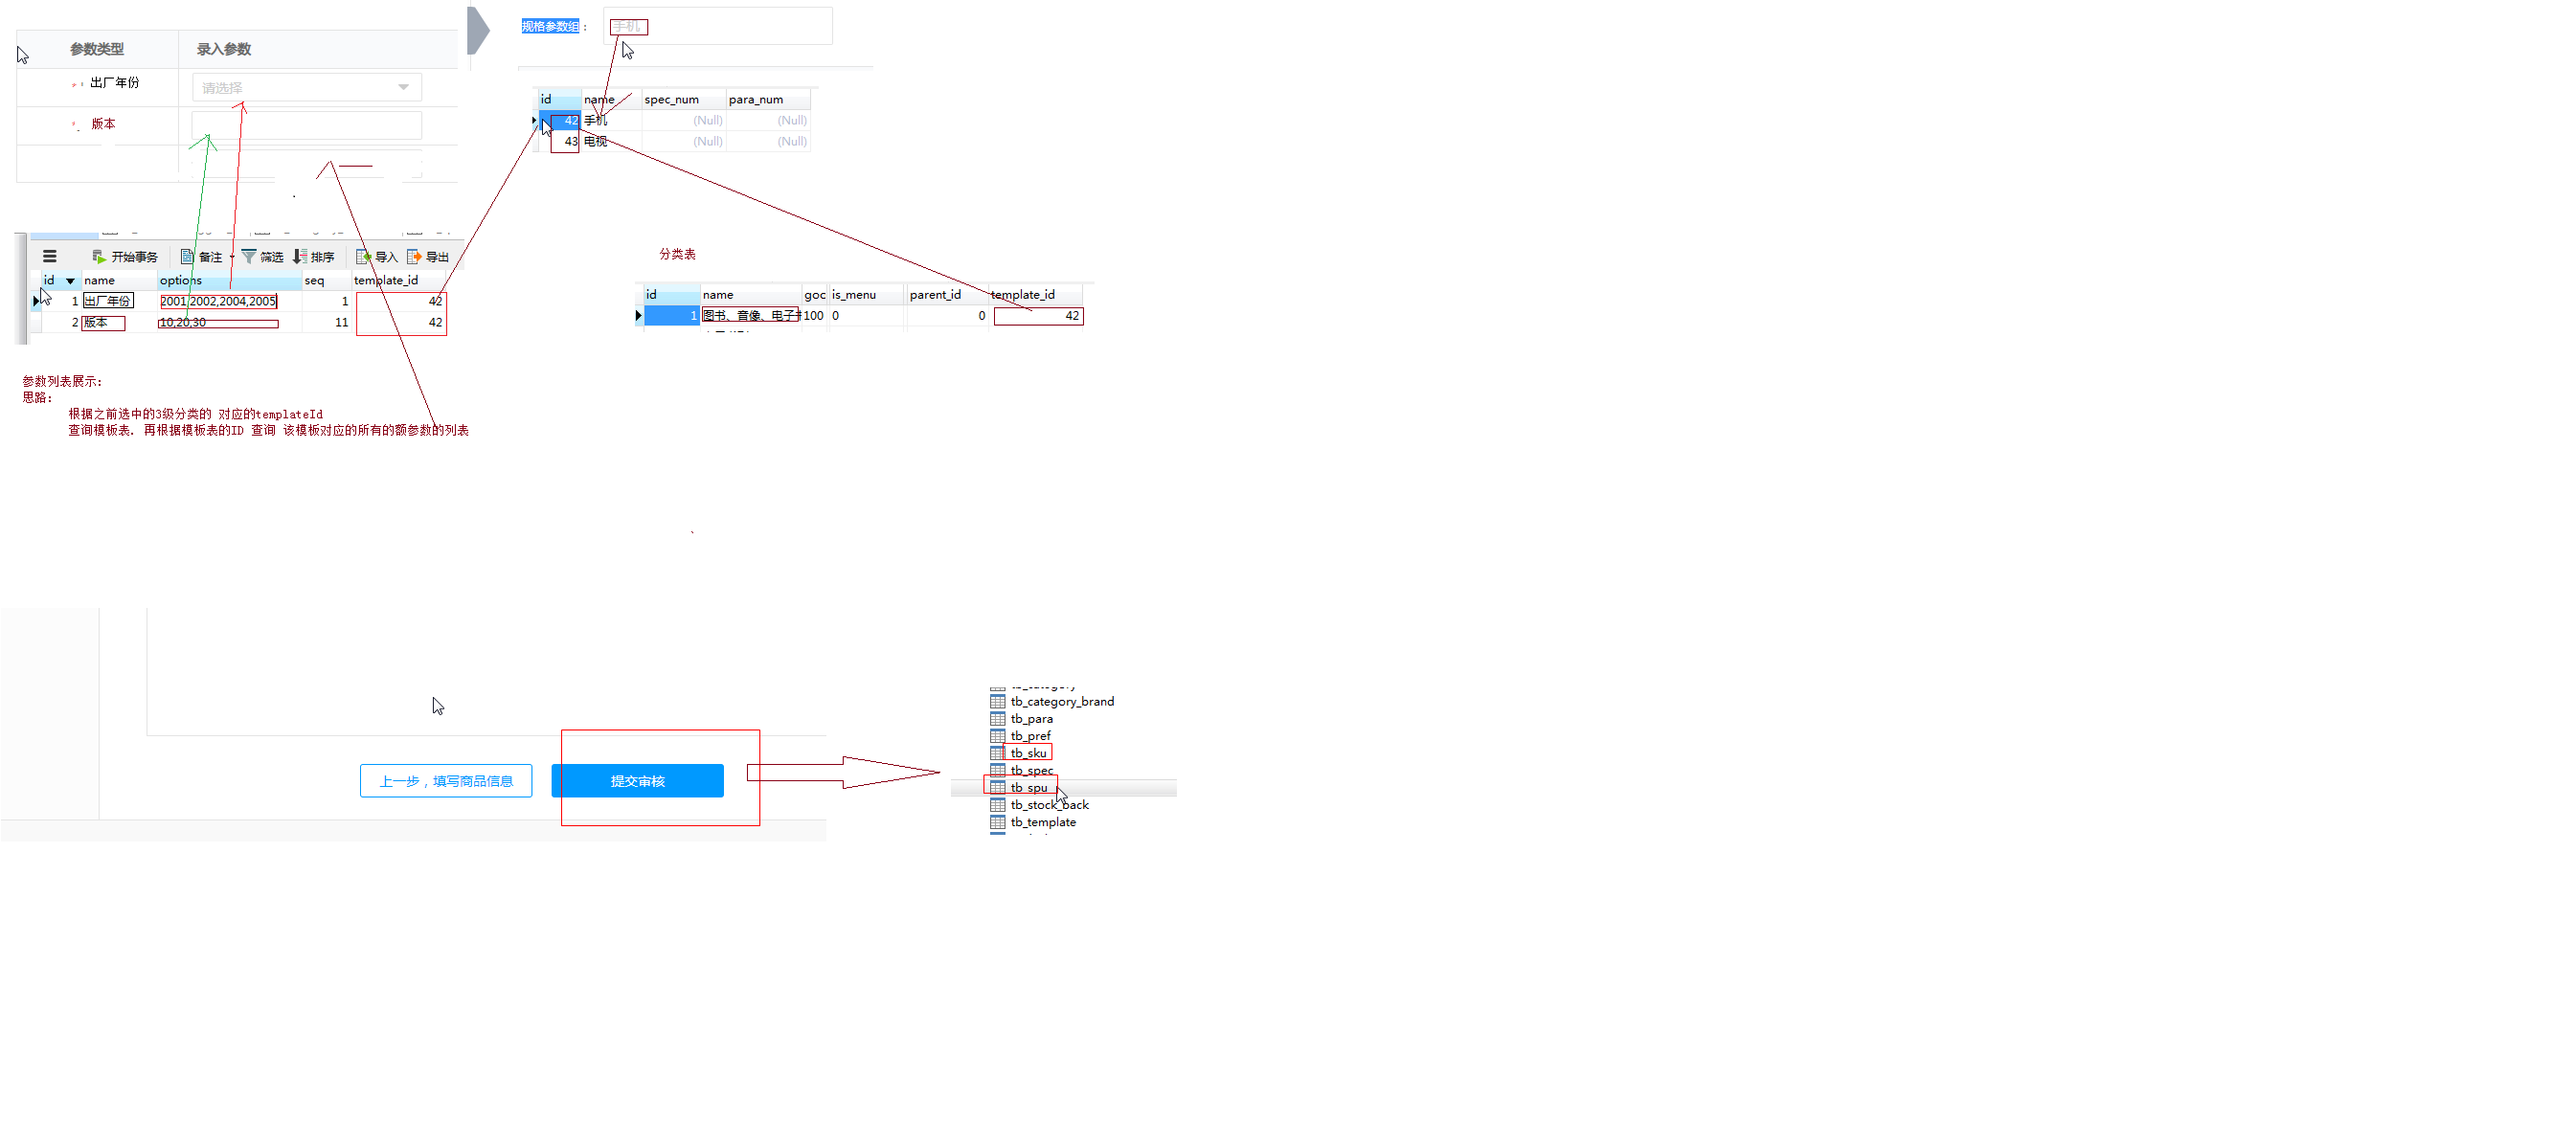 参数类型 录入参数
出厂年份 请选择
版本
规格参数组： 手机
id name spec_num para_num
42 手机 (Null) (Null)
43 电视 (Null) (Null)
开始事务 备注 筛选 排序 导入 导出
id name options seq template_id
1 出厂年份 2001,2002,2004,2005 1 42
2 版本 10,20,30 11 42
分类表
id name goc is_menu parent_id template_id
1 图书、音像、电子 100 0 0 42
参数列表展示:
思路:
根据之前选中的3级分类的 对应的templateId
查询模板表. 再根据模板表的ID 查询 该模板对应的所有的额参数的列表
上一步，填写商品信息 提交审核
tb_category
tb_category_brand
tb_para
tb_pref
tb_sku
tb_spec
tb_spu
tb_stock_back
tb_template